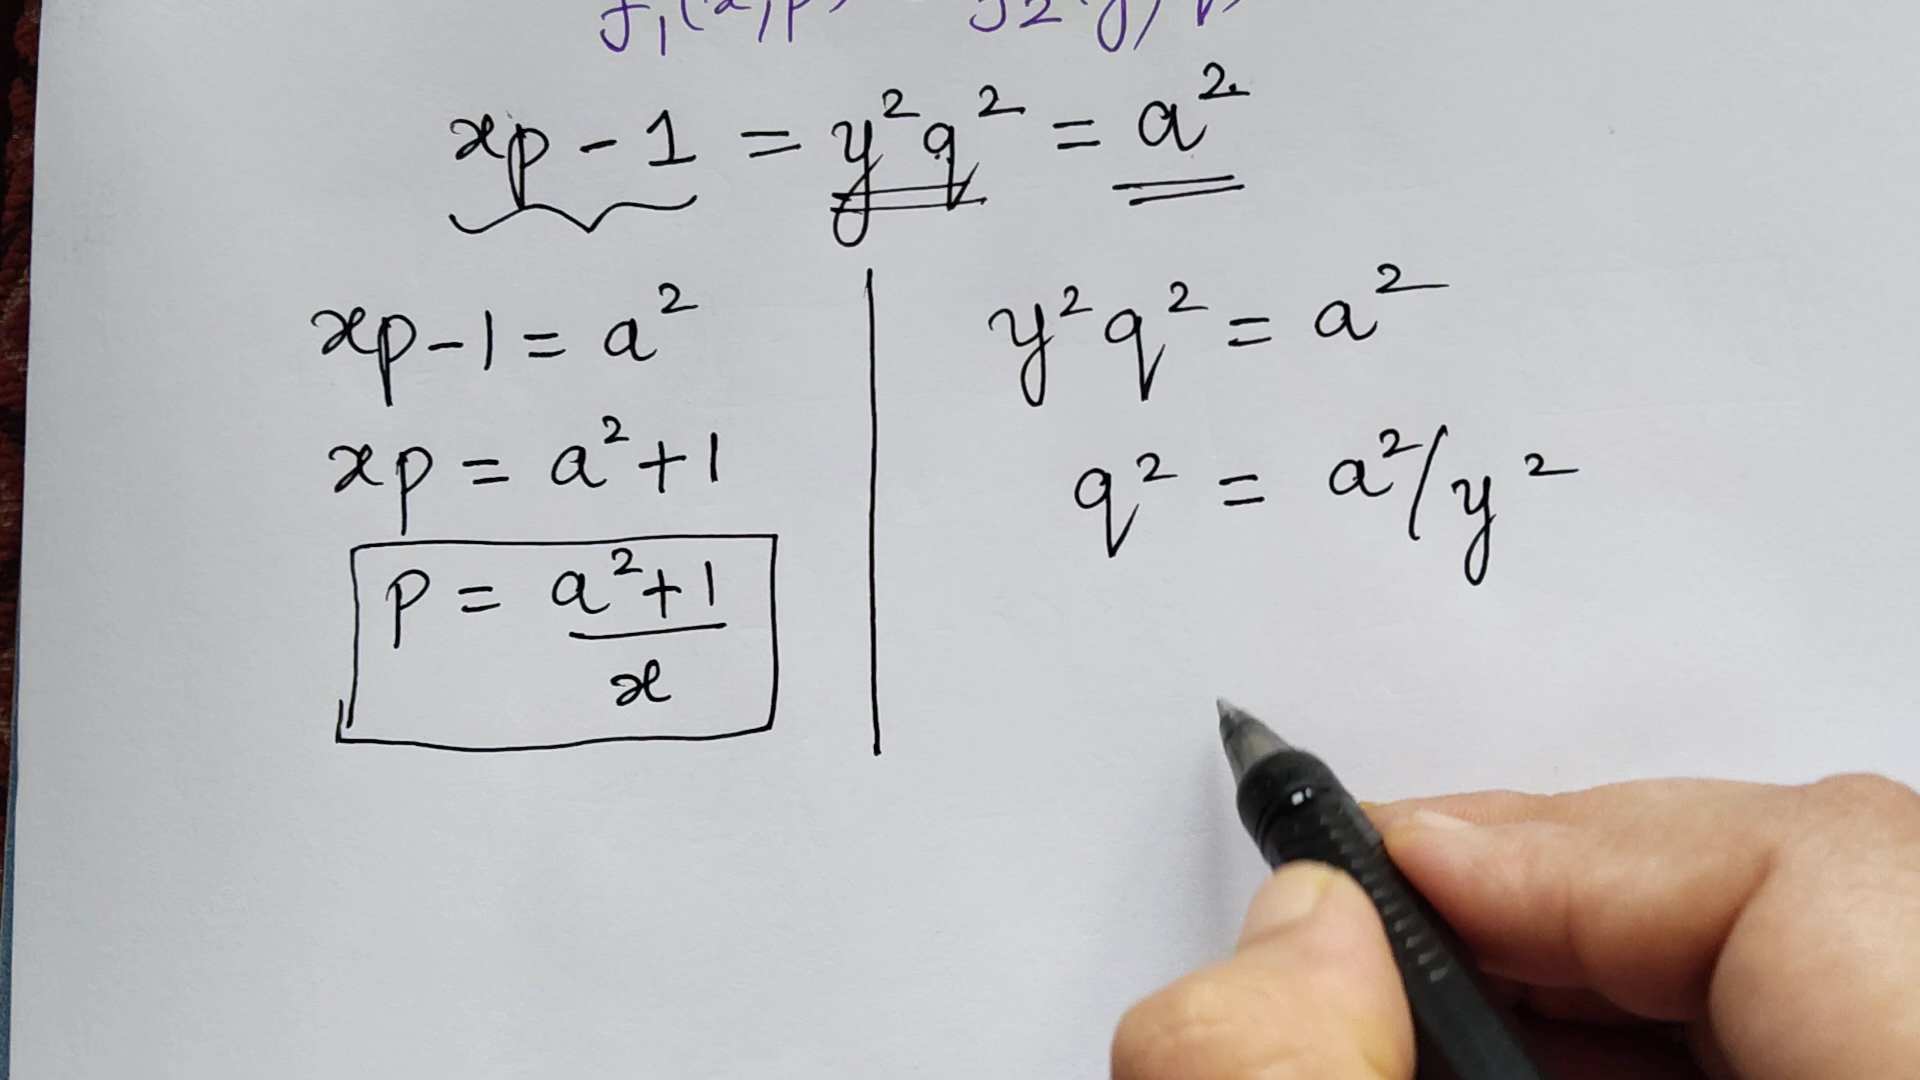 xp - 1 = y²q² = a²
xp - 1 = a²
xp = a² + 1
p = a² + 1 / x
y²q² = a²
q² = a²/y²